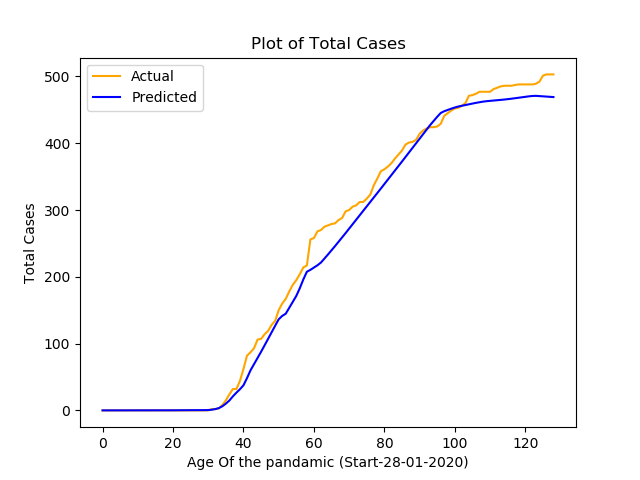 Plot of Total Cases
Actual
Predicted
500
400
300
200
100
0
Total Cases
0 20 40 60 80 100 120
Age Of the pandamic (Start-28-01-2020)